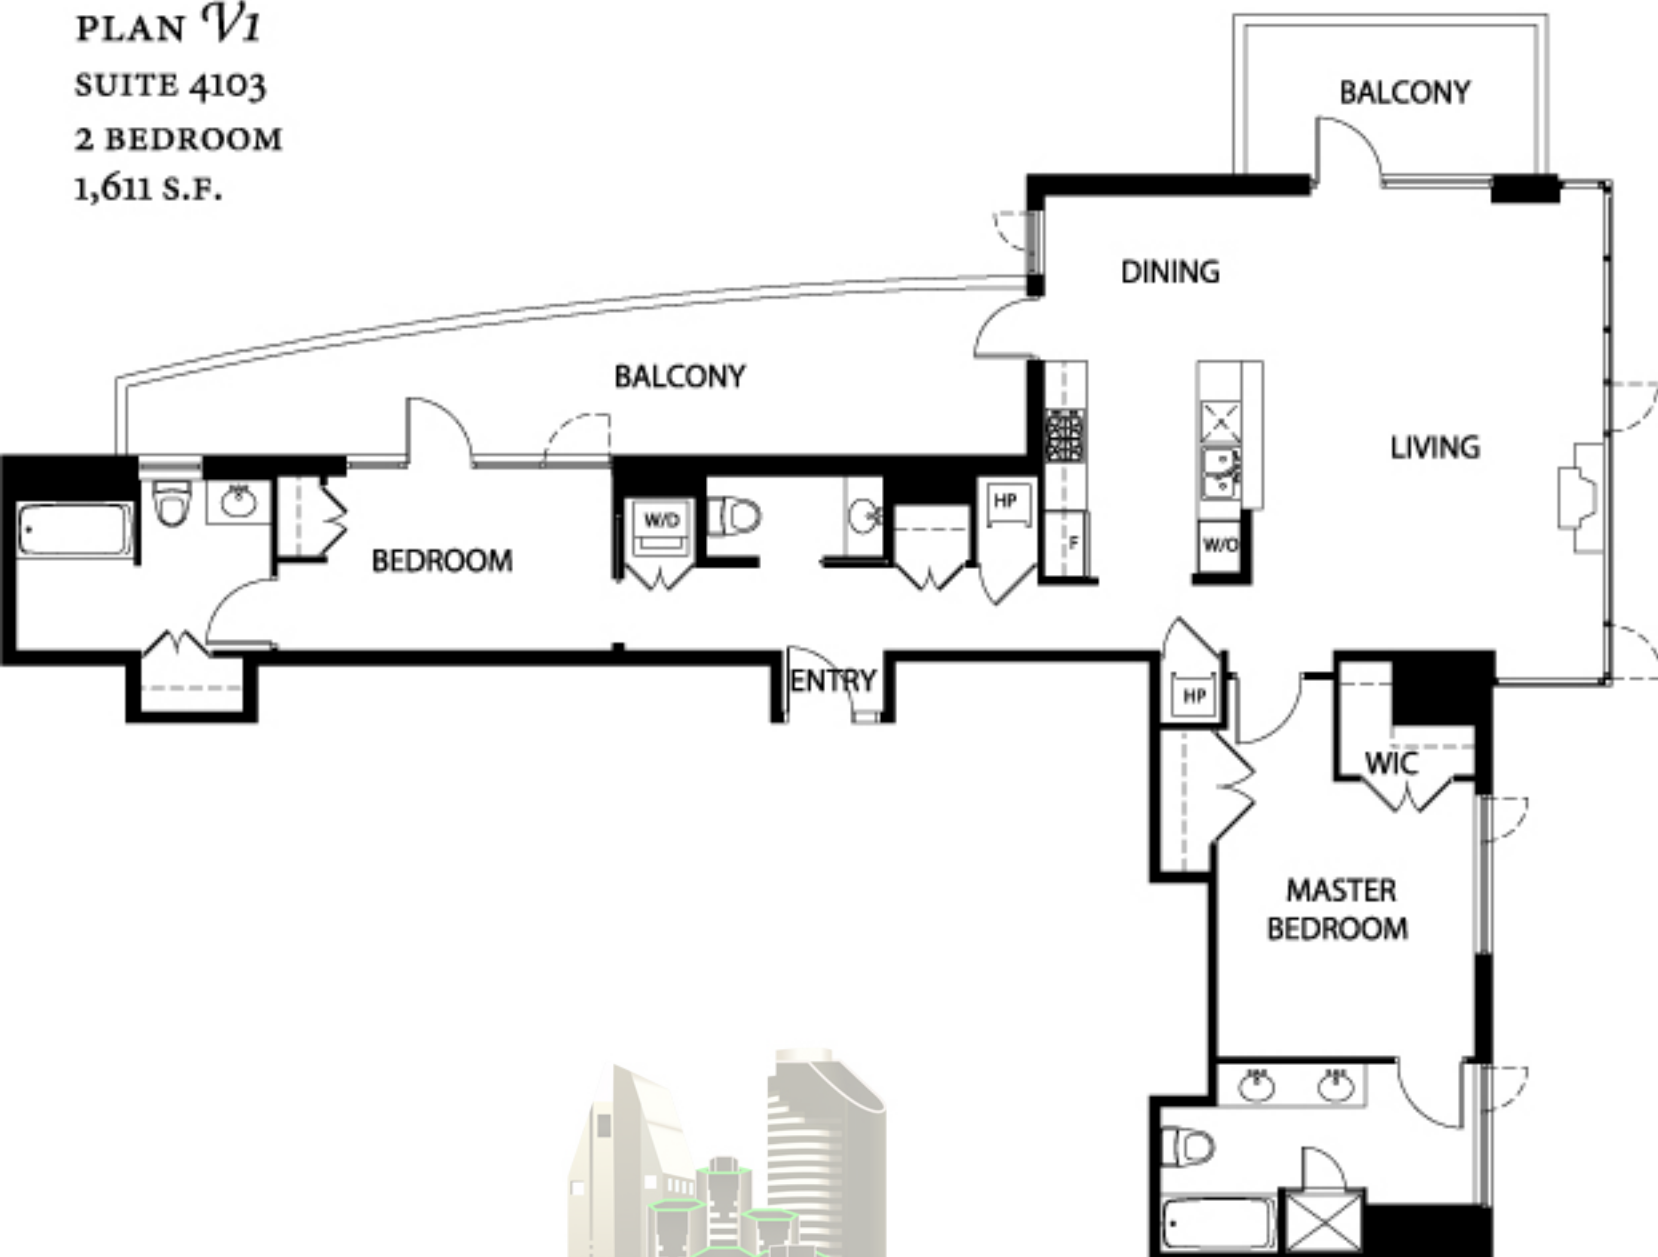 PLAN V1
SUITE 4103
2 BEDROOM
1,611 S.F.
BALCONY
DINING
BALCONY
LIVING
HP
W/D
F
W/O
BEDROOM
ENTRY
HP
WIC
MASTER
BEDROOM